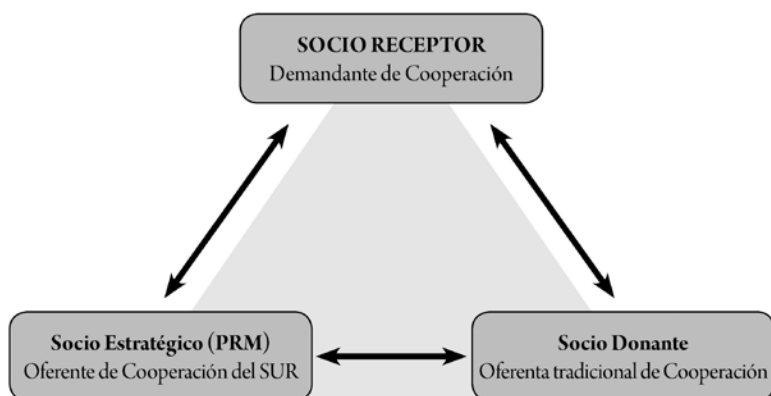 SOCIO RECEPTOR
Demandante de Cooperación
Socio Estratégico (PRM)
Oferente de Cooperación del SUR
Socio Donante
Oferenta tradicional de Cooperación